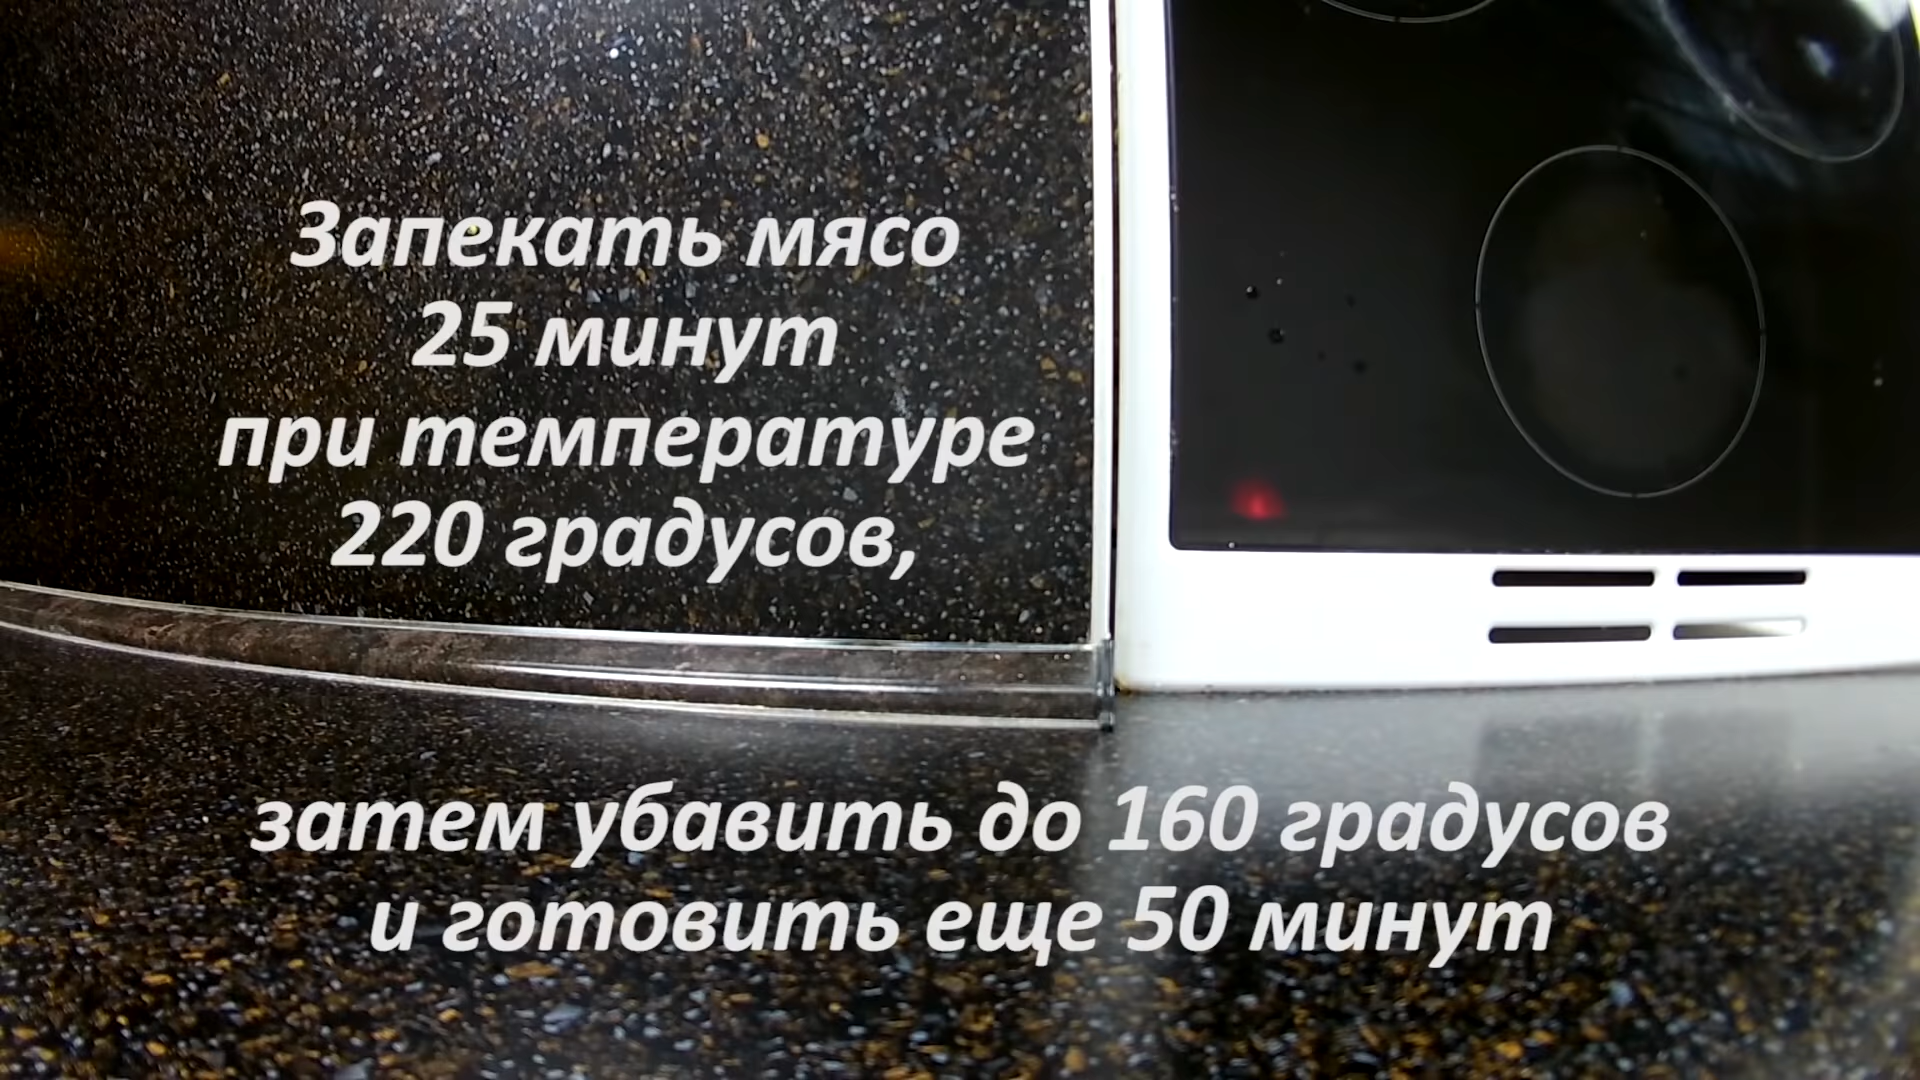 Запекать мясо
25 минут
при температуре
220 градусов,
затем убавить до 160 градусов
и готовить еще 50 минут